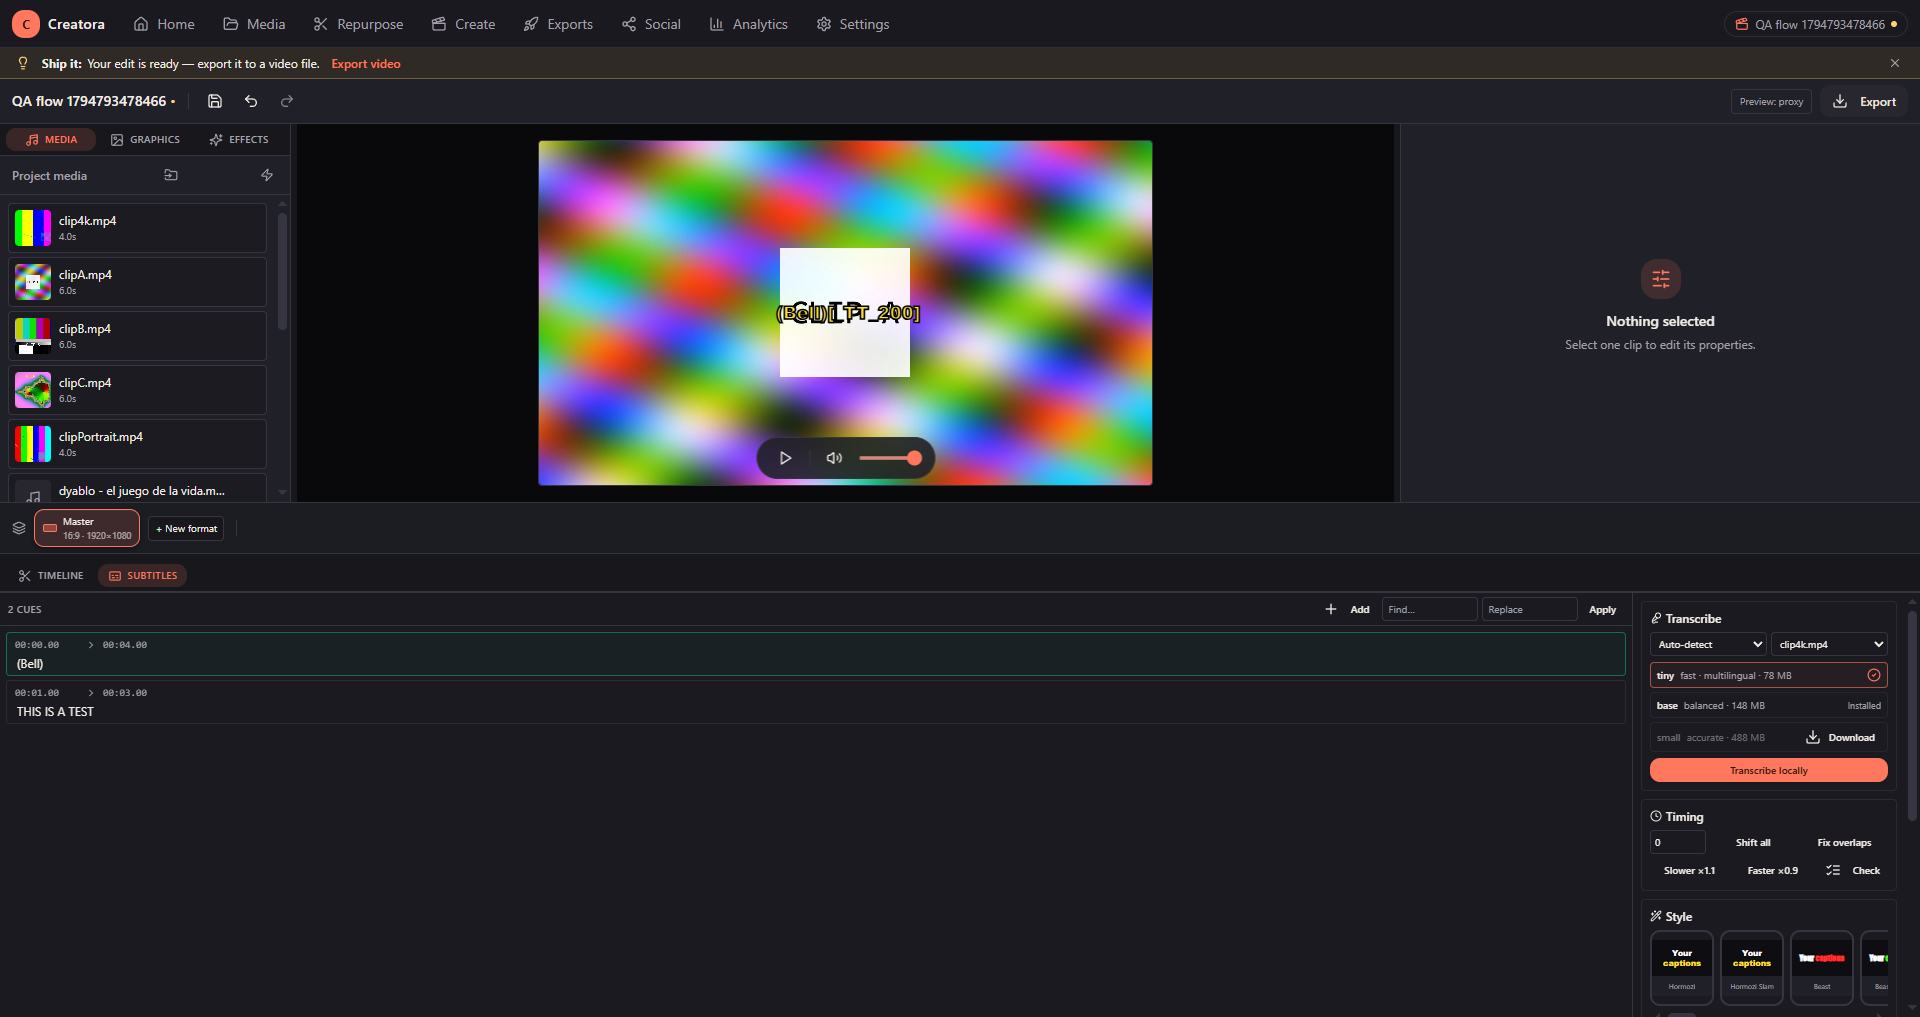 C Creatora Home Media Repurpose Create Exports Social Analytics Settings QA flow 1794793478466
Ship it: Your edit is ready — export it to a video file. Export video
QA flow 1794793478466 • Preview: proxy Export
MEDIA GRAPHICS EFFECTS
Project media
clip4k.mp4
4.0s
clipA.mp4
6.0s
clipB.mp4
6.0s
clipC.mp4
6.0s
clipPortrait.mp4
4.0s
dyablo - el juego de la vida.m...
(Bell)[_TT_200]
Nothing selected
Select one clip to edit its properties.
Master
16:9 · 1920×1080
+ New format
TIMELINE SUBTITLES
2 CUES Add Find... Replace Apply
00:00.00 > 00:04.00
(Bell)
00:01.00 > 00:03.00
THIS IS A TEST
Transcribe
Auto-detect clip4k.mp4
tiny fast · multilingual · 78 MB
base balanced · 148 MB Installed
small accurate · 488 MB Download
Transcribe locally
Timing
0 Shift all Fix overlaps
Slower ×1.1 Faster ×0.9 Check
Style
Your captions
Hormozi
Your captions
Hormozi Slam
Your captions
Beast
Your
Beas